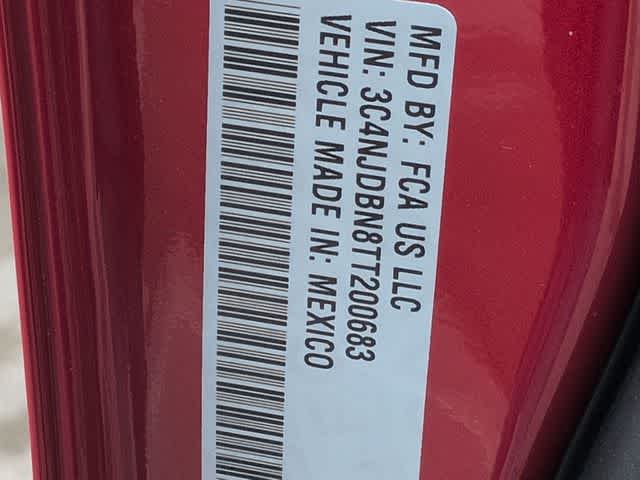 MFD BY: FCA US LLC
VIN: 3C4NJDBN8TT200683
VEHICLE MADE IN: MEXICO